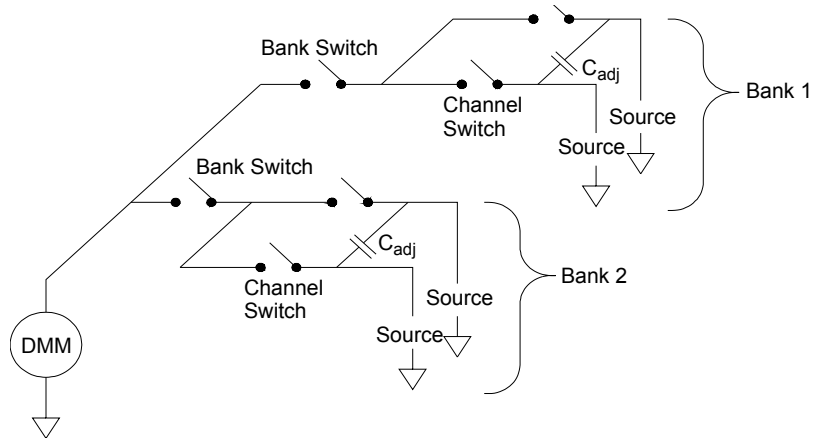 Bank Switch
C adj
Channel
Switch
Source
Source
Bank 1
Bank Switch
C adj
Channel
Switch
Source
Source
Bank 2
DMM